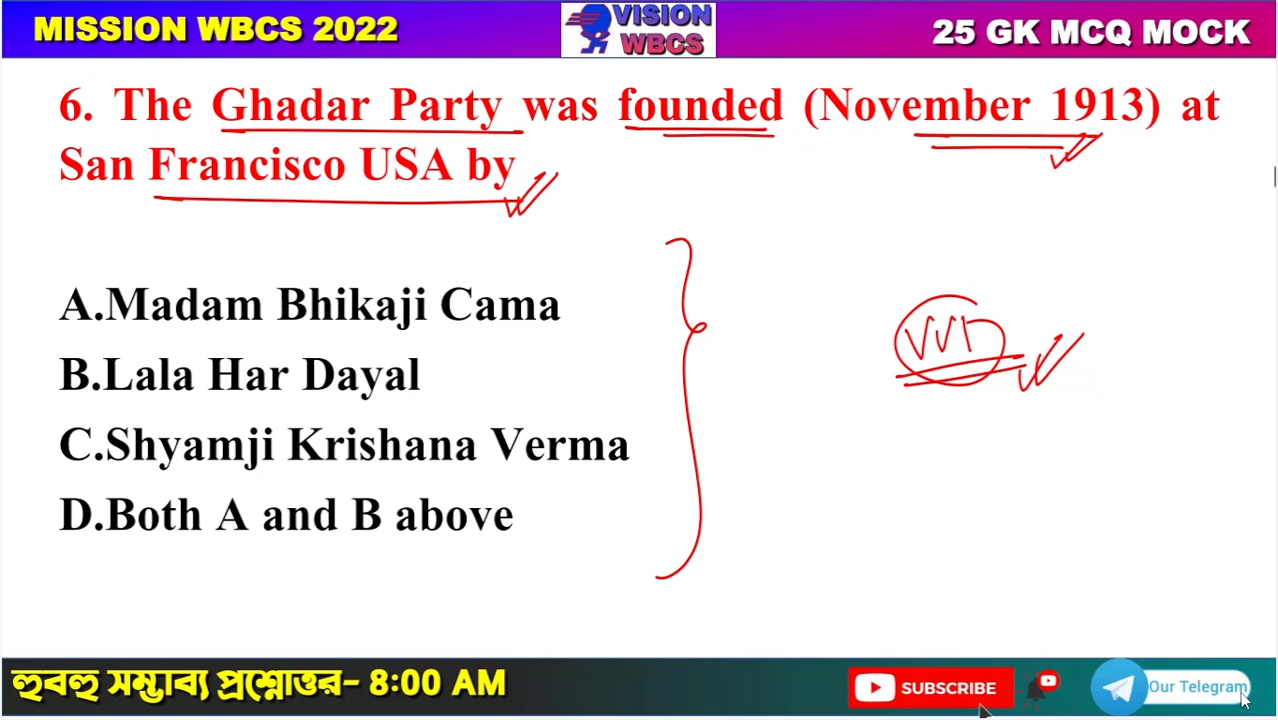 MISSION WBCS 2022
VISION
WBCS
25 GK MCQ MOCK
6. The Ghadar Party was founded (November 1913) at
San Francisco USA by
A.Madam Bhikaji Cama
B.Lala Har Dayal
C.Shyamji Krishana Verma
D.Both A and B above
VVI
হুবহু সম্ভাব্য প্রশ্নোত্তর- 8:00 AM
SUBSCRIBE
Our Telegram